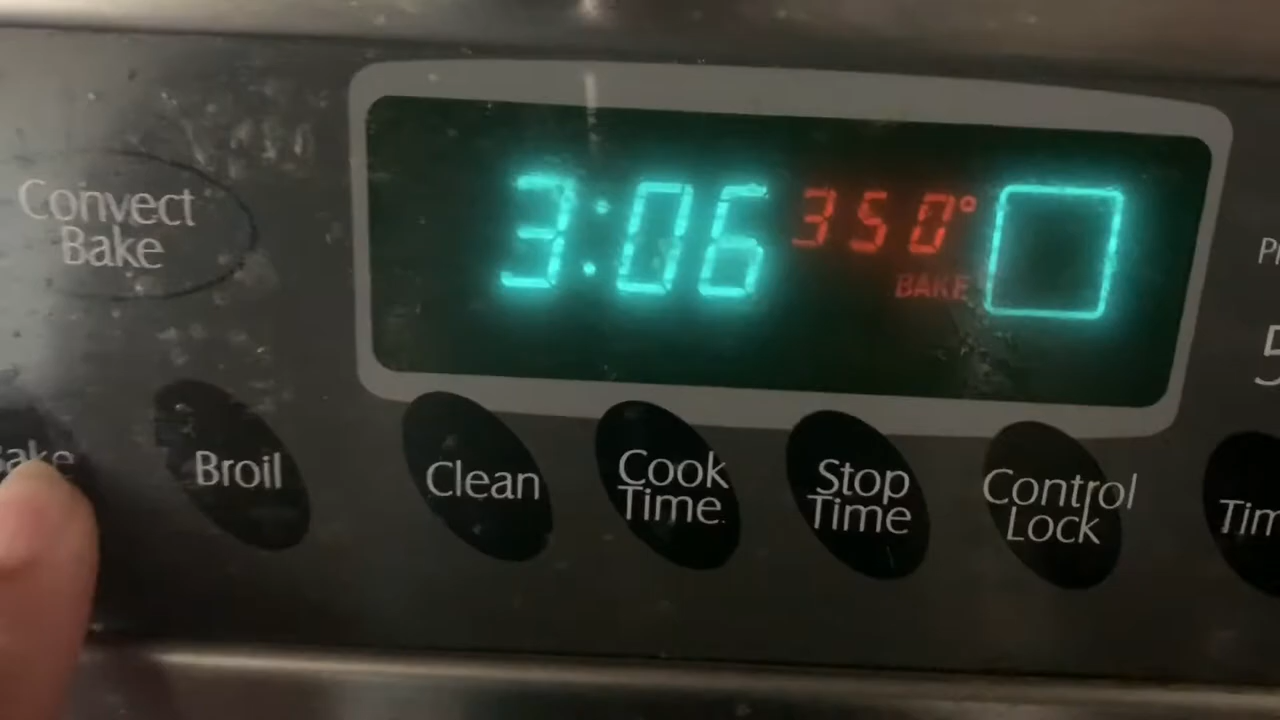 Convect
Bake
3:06 350°
BAKE
Broil
Clean
Cook
Time
Stop
Time
Control
Lock